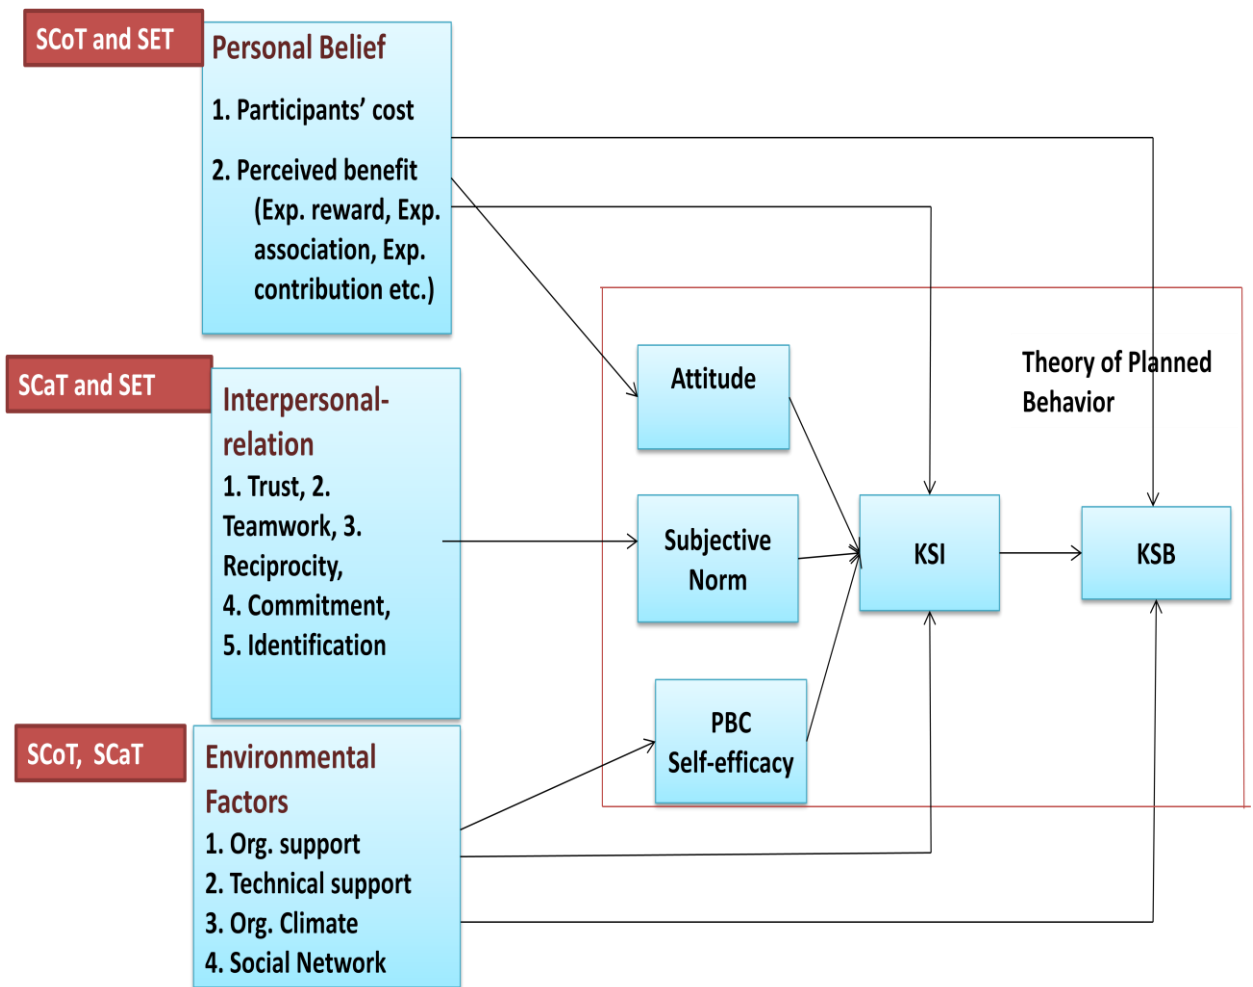 SCoT and SET
Personal Belief
1. Participants’ cost
2. Perceived benefit
(Exp. reward, Exp.
association, Exp.
contribution etc.)
SCaT and SET
Interpersonal-
relation
1. Trust, 2.
Teamwork, 3.
Reciprocity,
4. Commitment,
5. Identification
SCoT, SCaT
Environmental
Factors
1. Org. support
2. Technical support
3. Org. Climate
4. Social Network
Attitude
Subjective
Norm
PBC
Self-efficacy
KSI
Theory of Planned
Behavior
KSB